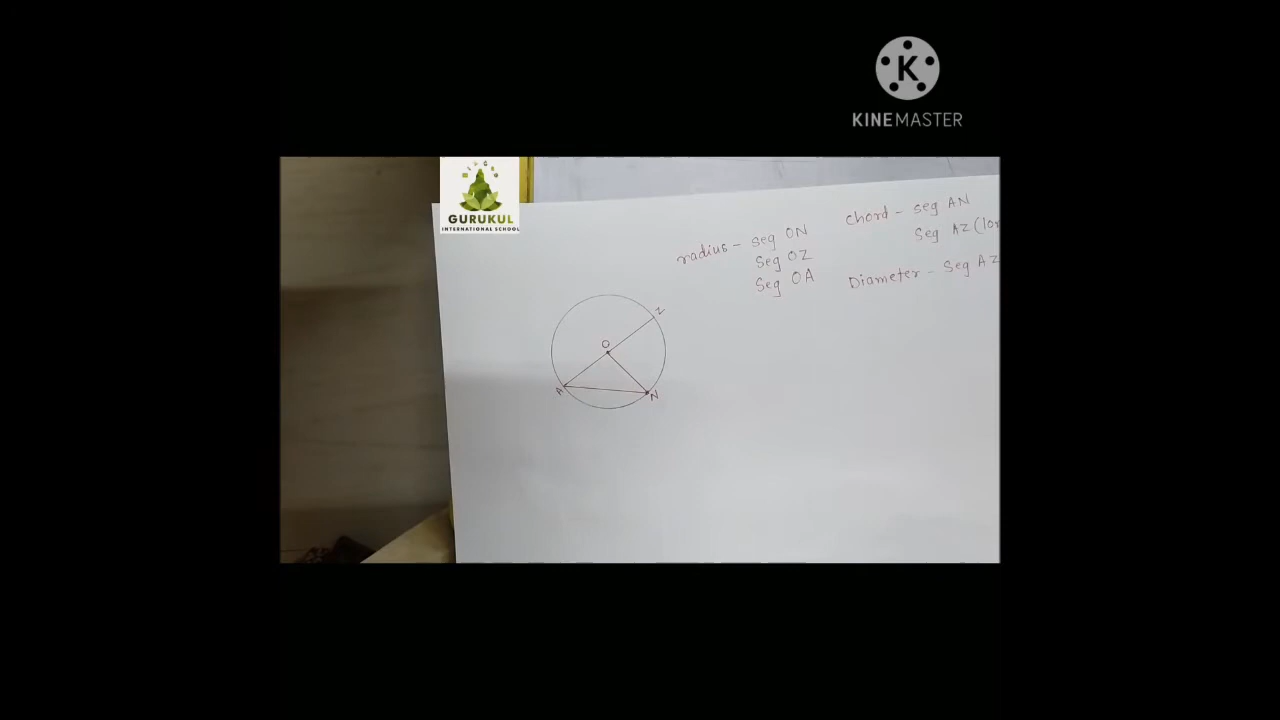 KINEMASTER
GURUKUL
INTERNATIONAL SCHOOL
radius - seg ON
Seg OZ
Seg OA
chord - seg AN
Seg AZ (lon
Diameter - Seg AZ
Z
O
A
N